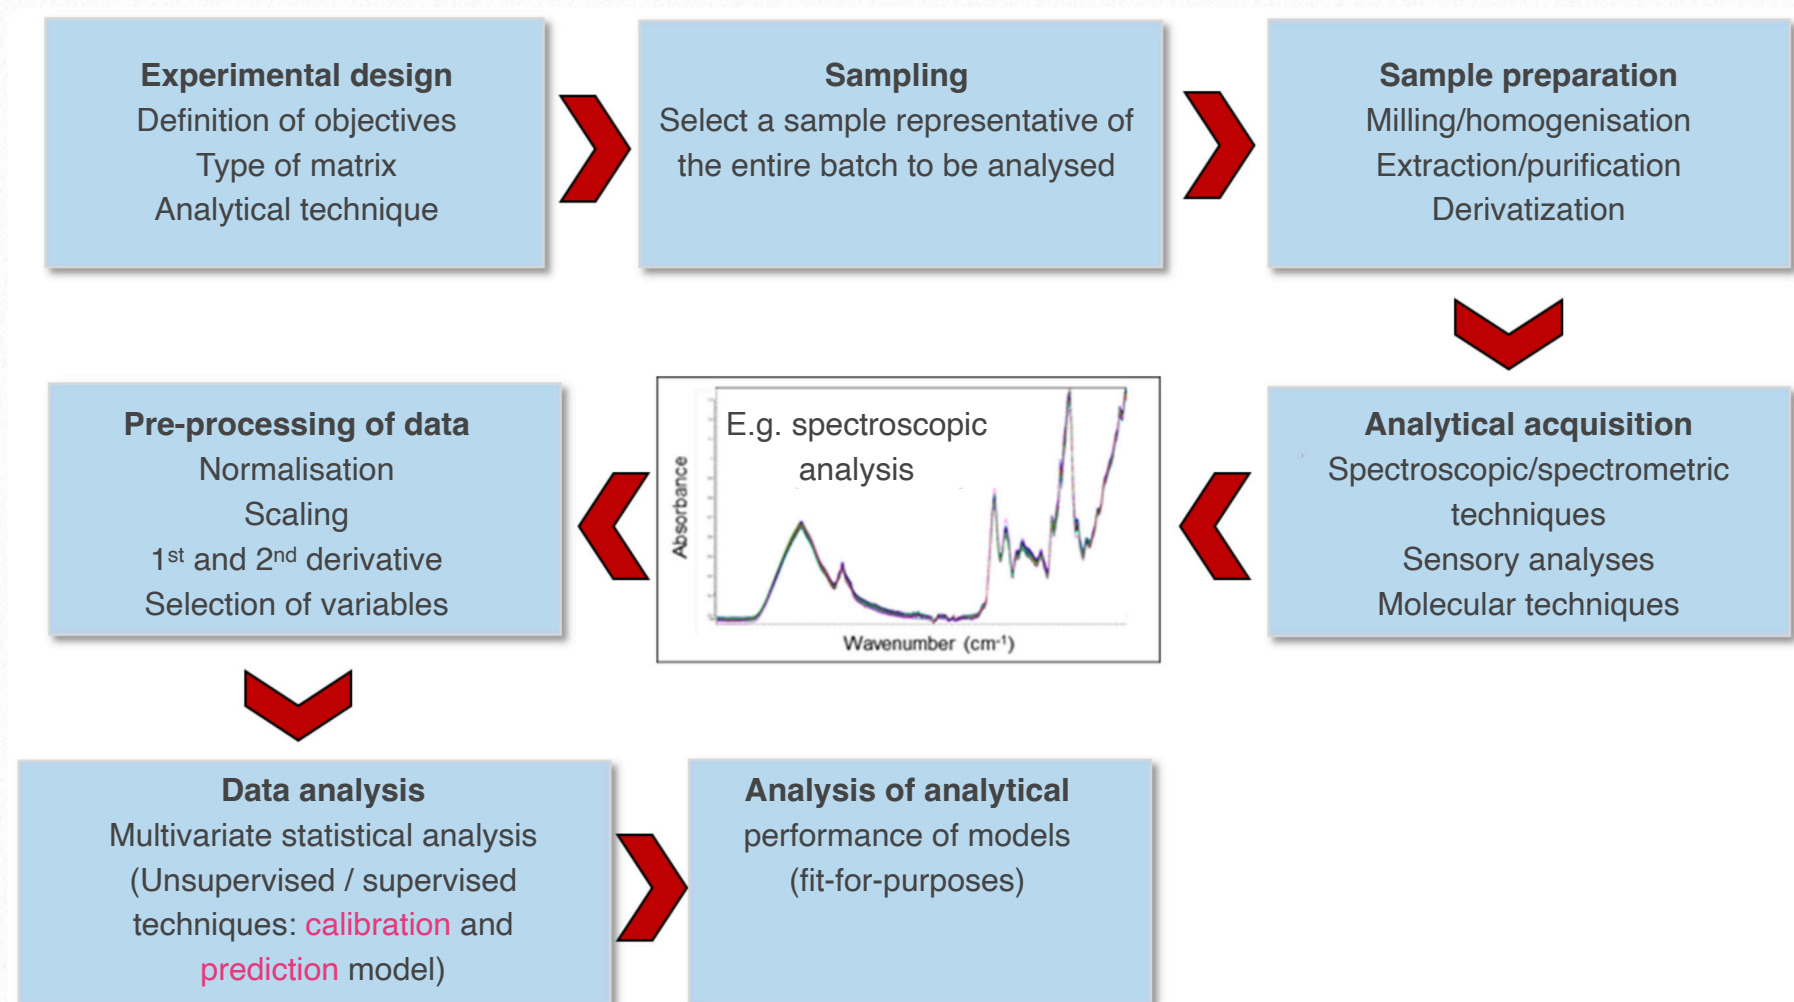 Experimental design
Definition of objectives
Type of matrix
Analytical technique
Sampling
Select a sample representative of
the entire batch to be analysed
Sample preparation
Milling/homogenisation
Extraction/purification
Derivatization
Analytical acquisition
Spectroscopic/spectrometric
techniques
Sensory analyses
Molecular techniques
E.g. spectroscopic
analysis
Absorbance
Wavenumber (cm⁻¹)
Pre-processing of data
Normalisation
Scaling
1st and 2nd derivative
Selection of variables
Data analysis
Multivariate statistical analysis
(Unsupervised / supervised
techniques: calibration and
prediction model)
Analysis of analytical
performance of models
(fit-for-purposes)